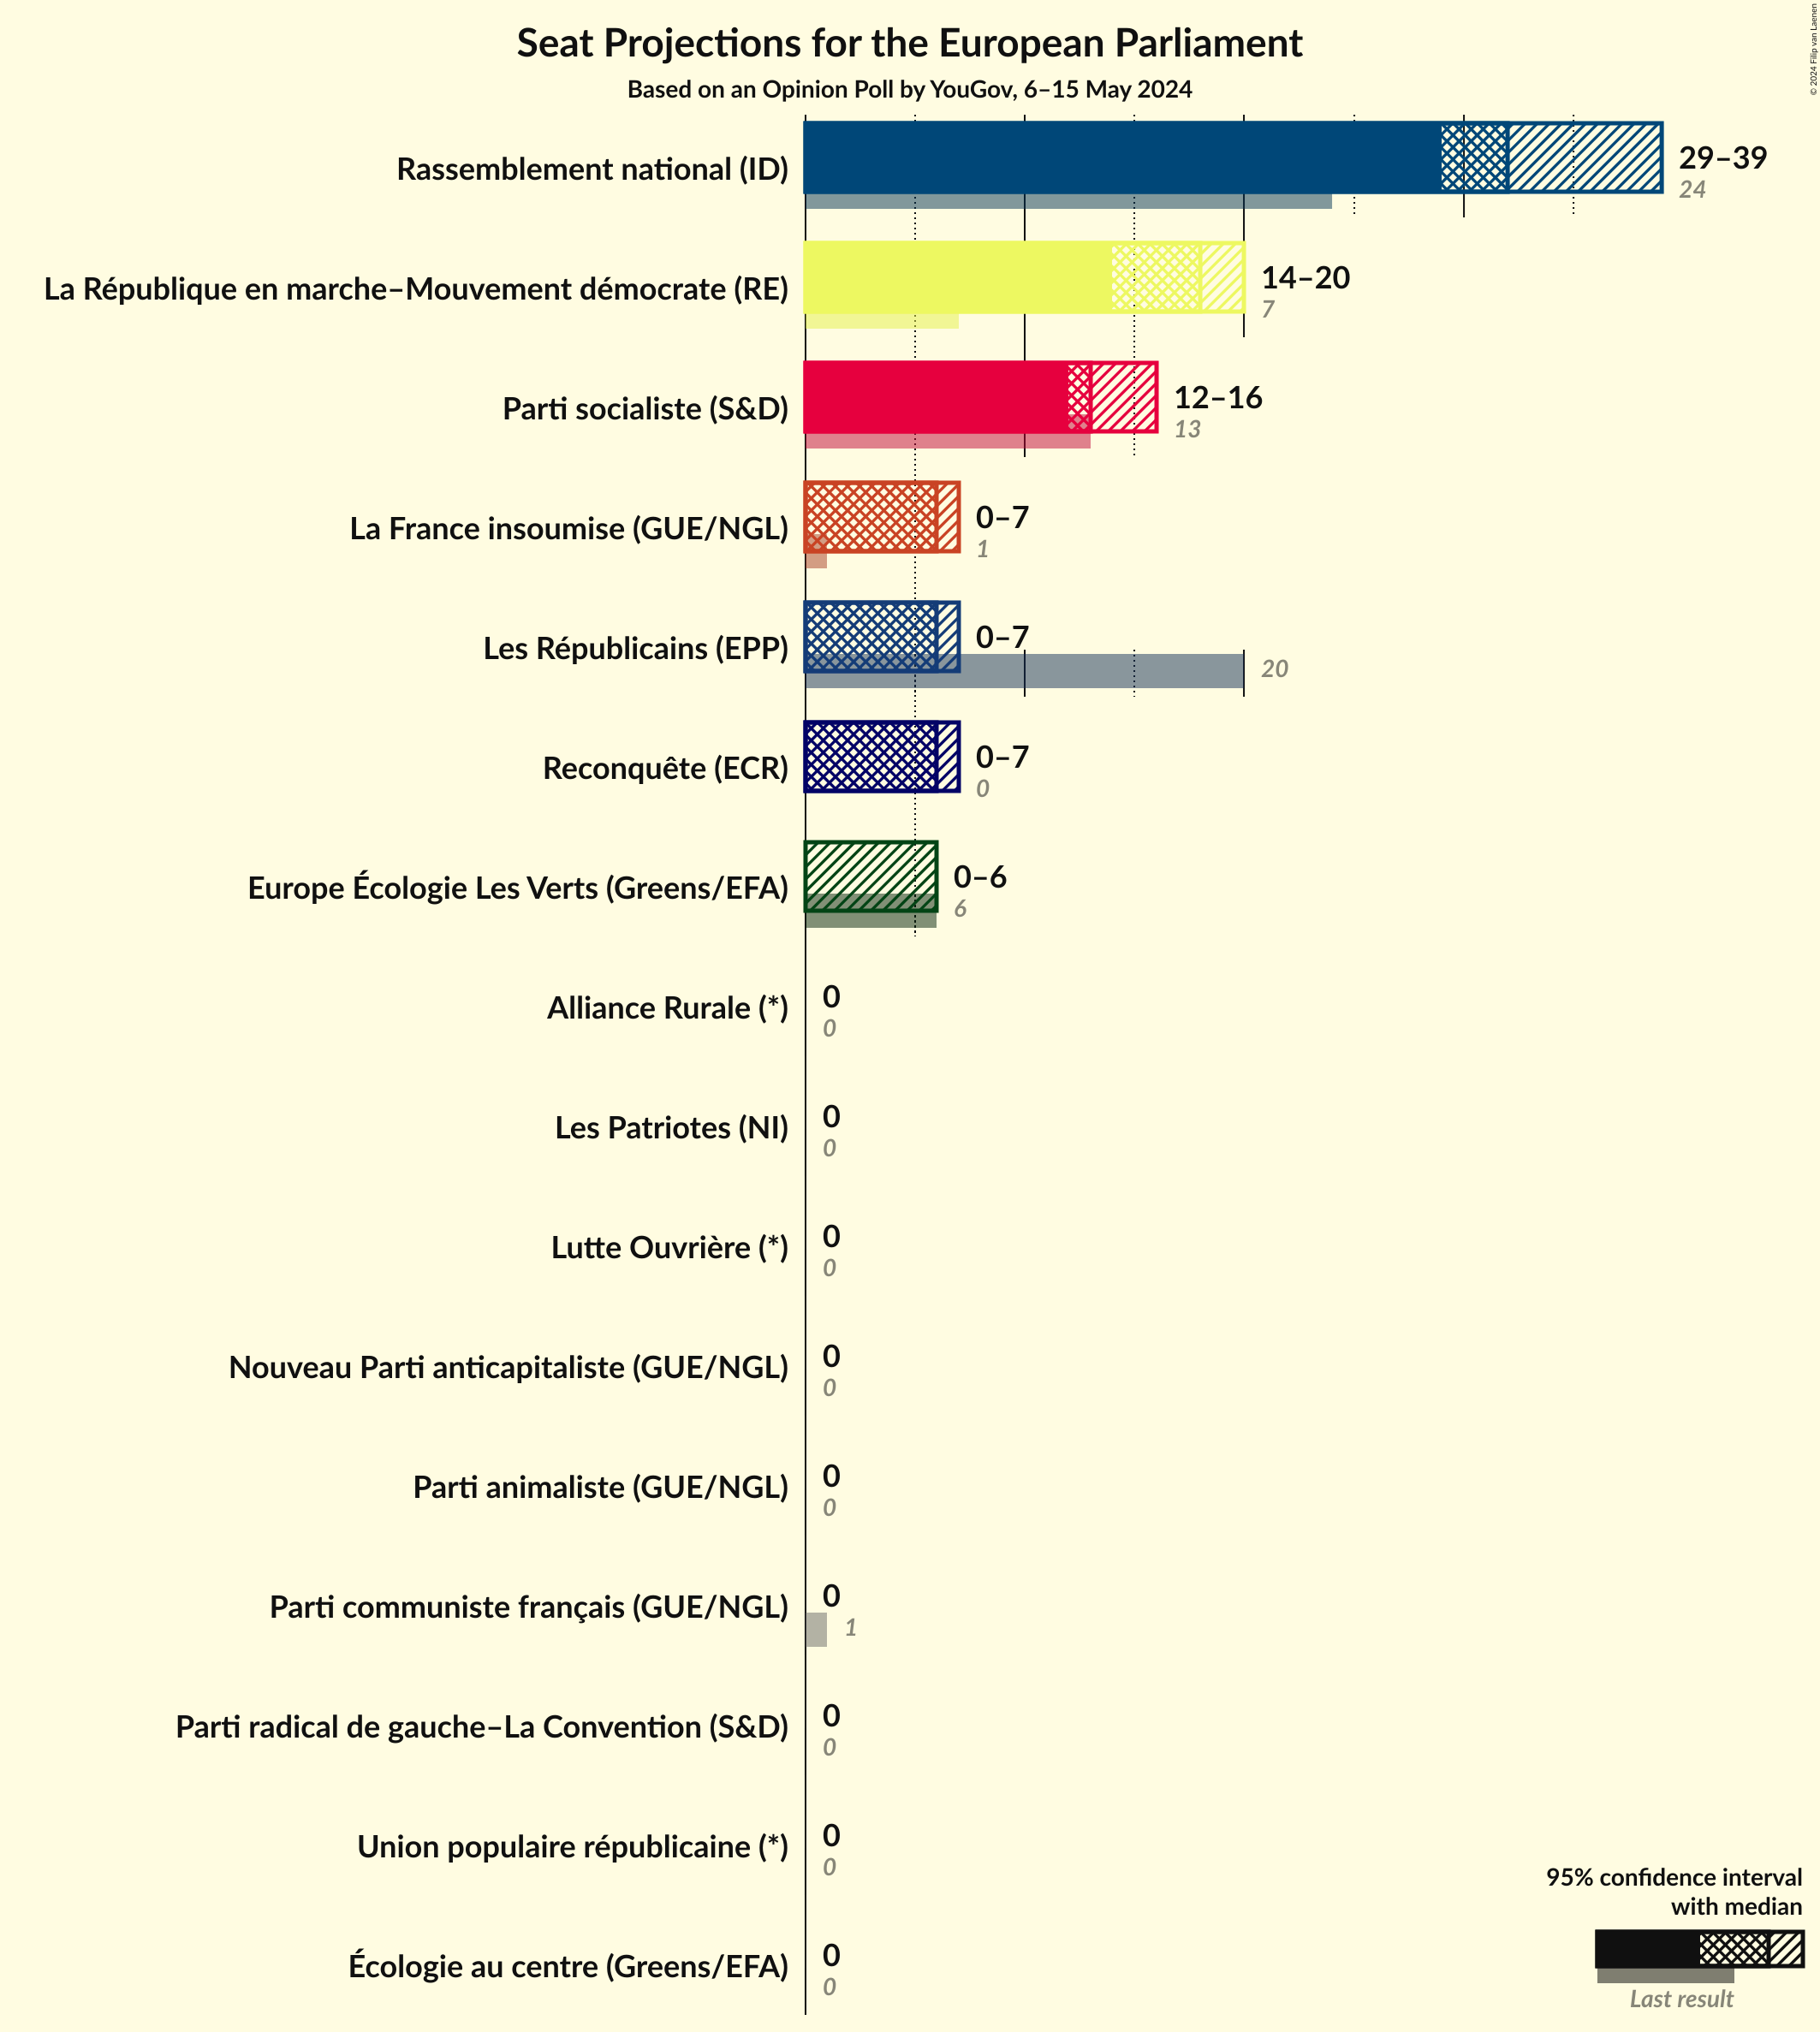 Seat Projections for the European Parliament
Based on an Opinion Poll by YouGov, 6–15 May 2024
© 2024 Filip van Laenen
Rassemblement national (ID)
29–39
24
La République en marche–Mouvement démocrate (RE)
14–20
7
Parti socialiste (S&D)
12–16
13
La France insoumise (GUE/NGL)
0–7
1
Les Républicains (EPP)
0–7
20
Reconquête (ECR)
0–7
0
Europe Écologie Les Verts (Greens/EFA)
0–6
6
Alliance Rurale (*)
0
0
Les Patriotes (NI)
0
0
Lutte Ouvrière (*)
0
0
Nouveau Parti anticapitaliste (GUE/NGL)
0
0
Parti animaliste (GUE/NGL)
0
0
Parti communiste français (GUE/NGL)
0
1
Parti radical de gauche–La Convention (S&D)
0
0
Union populaire républicaine (*)
0
0
Écologie au centre (Greens/EFA)
0
0
95% confidence interval
with median
Last result